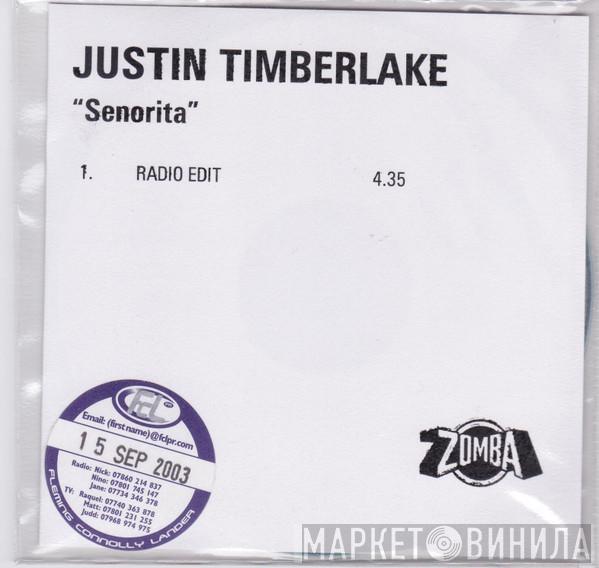 JUSTIN TIMBERLAKE
“Senorita”
1. RADIO EDIT 4.35
FCL
Email: (first name)@fclpr.com
15 SEP 2003
Radio: Nick: 07860 214 837
Nino: 07801 745 147
Jane: 07734 346 378
TV: Raquel: 07740 363 878
Matt: 07801 231 255
Judd: 07968 974 975
FLEMING CONNOLLY LANDER
ZOMBA
МАРКЕТ ВИНИЛА